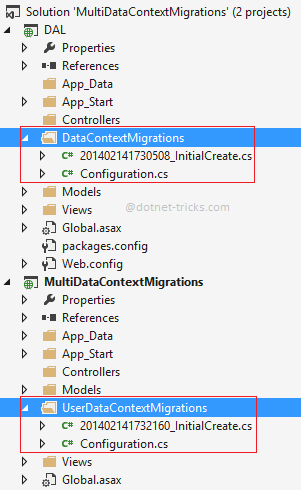 Solution 'MultiDataContextMigrations' (2 projects)
DAL
Properties
References
App_Data
App_Start
Controllers
DataContextMigrations
C# 201402141730508_InitialCreate.cs
C# Configuration.cs
Models
Views
@dotnet-tricks.com
Global.asax
packages.config
Web.config
MultiDataContextMigrations
Properties
References
App_Data
App_Start
Controllers
Models
UserDataContextMigrations
C# 201402141732160_InitialCreate.cs
C# Configuration.cs
Views
Global.asax